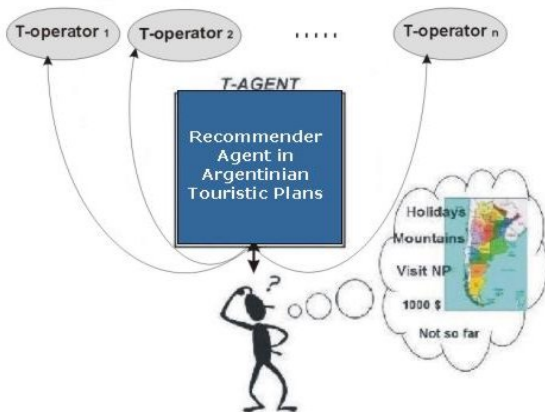 T-operator 1
T-operator 2
.....
T-operator n
T-AGENT
Recommender
Agent in
Argentinian
Touristic Plans
?
Holidays
Mountains
Visit NP
1000 $
Not so far